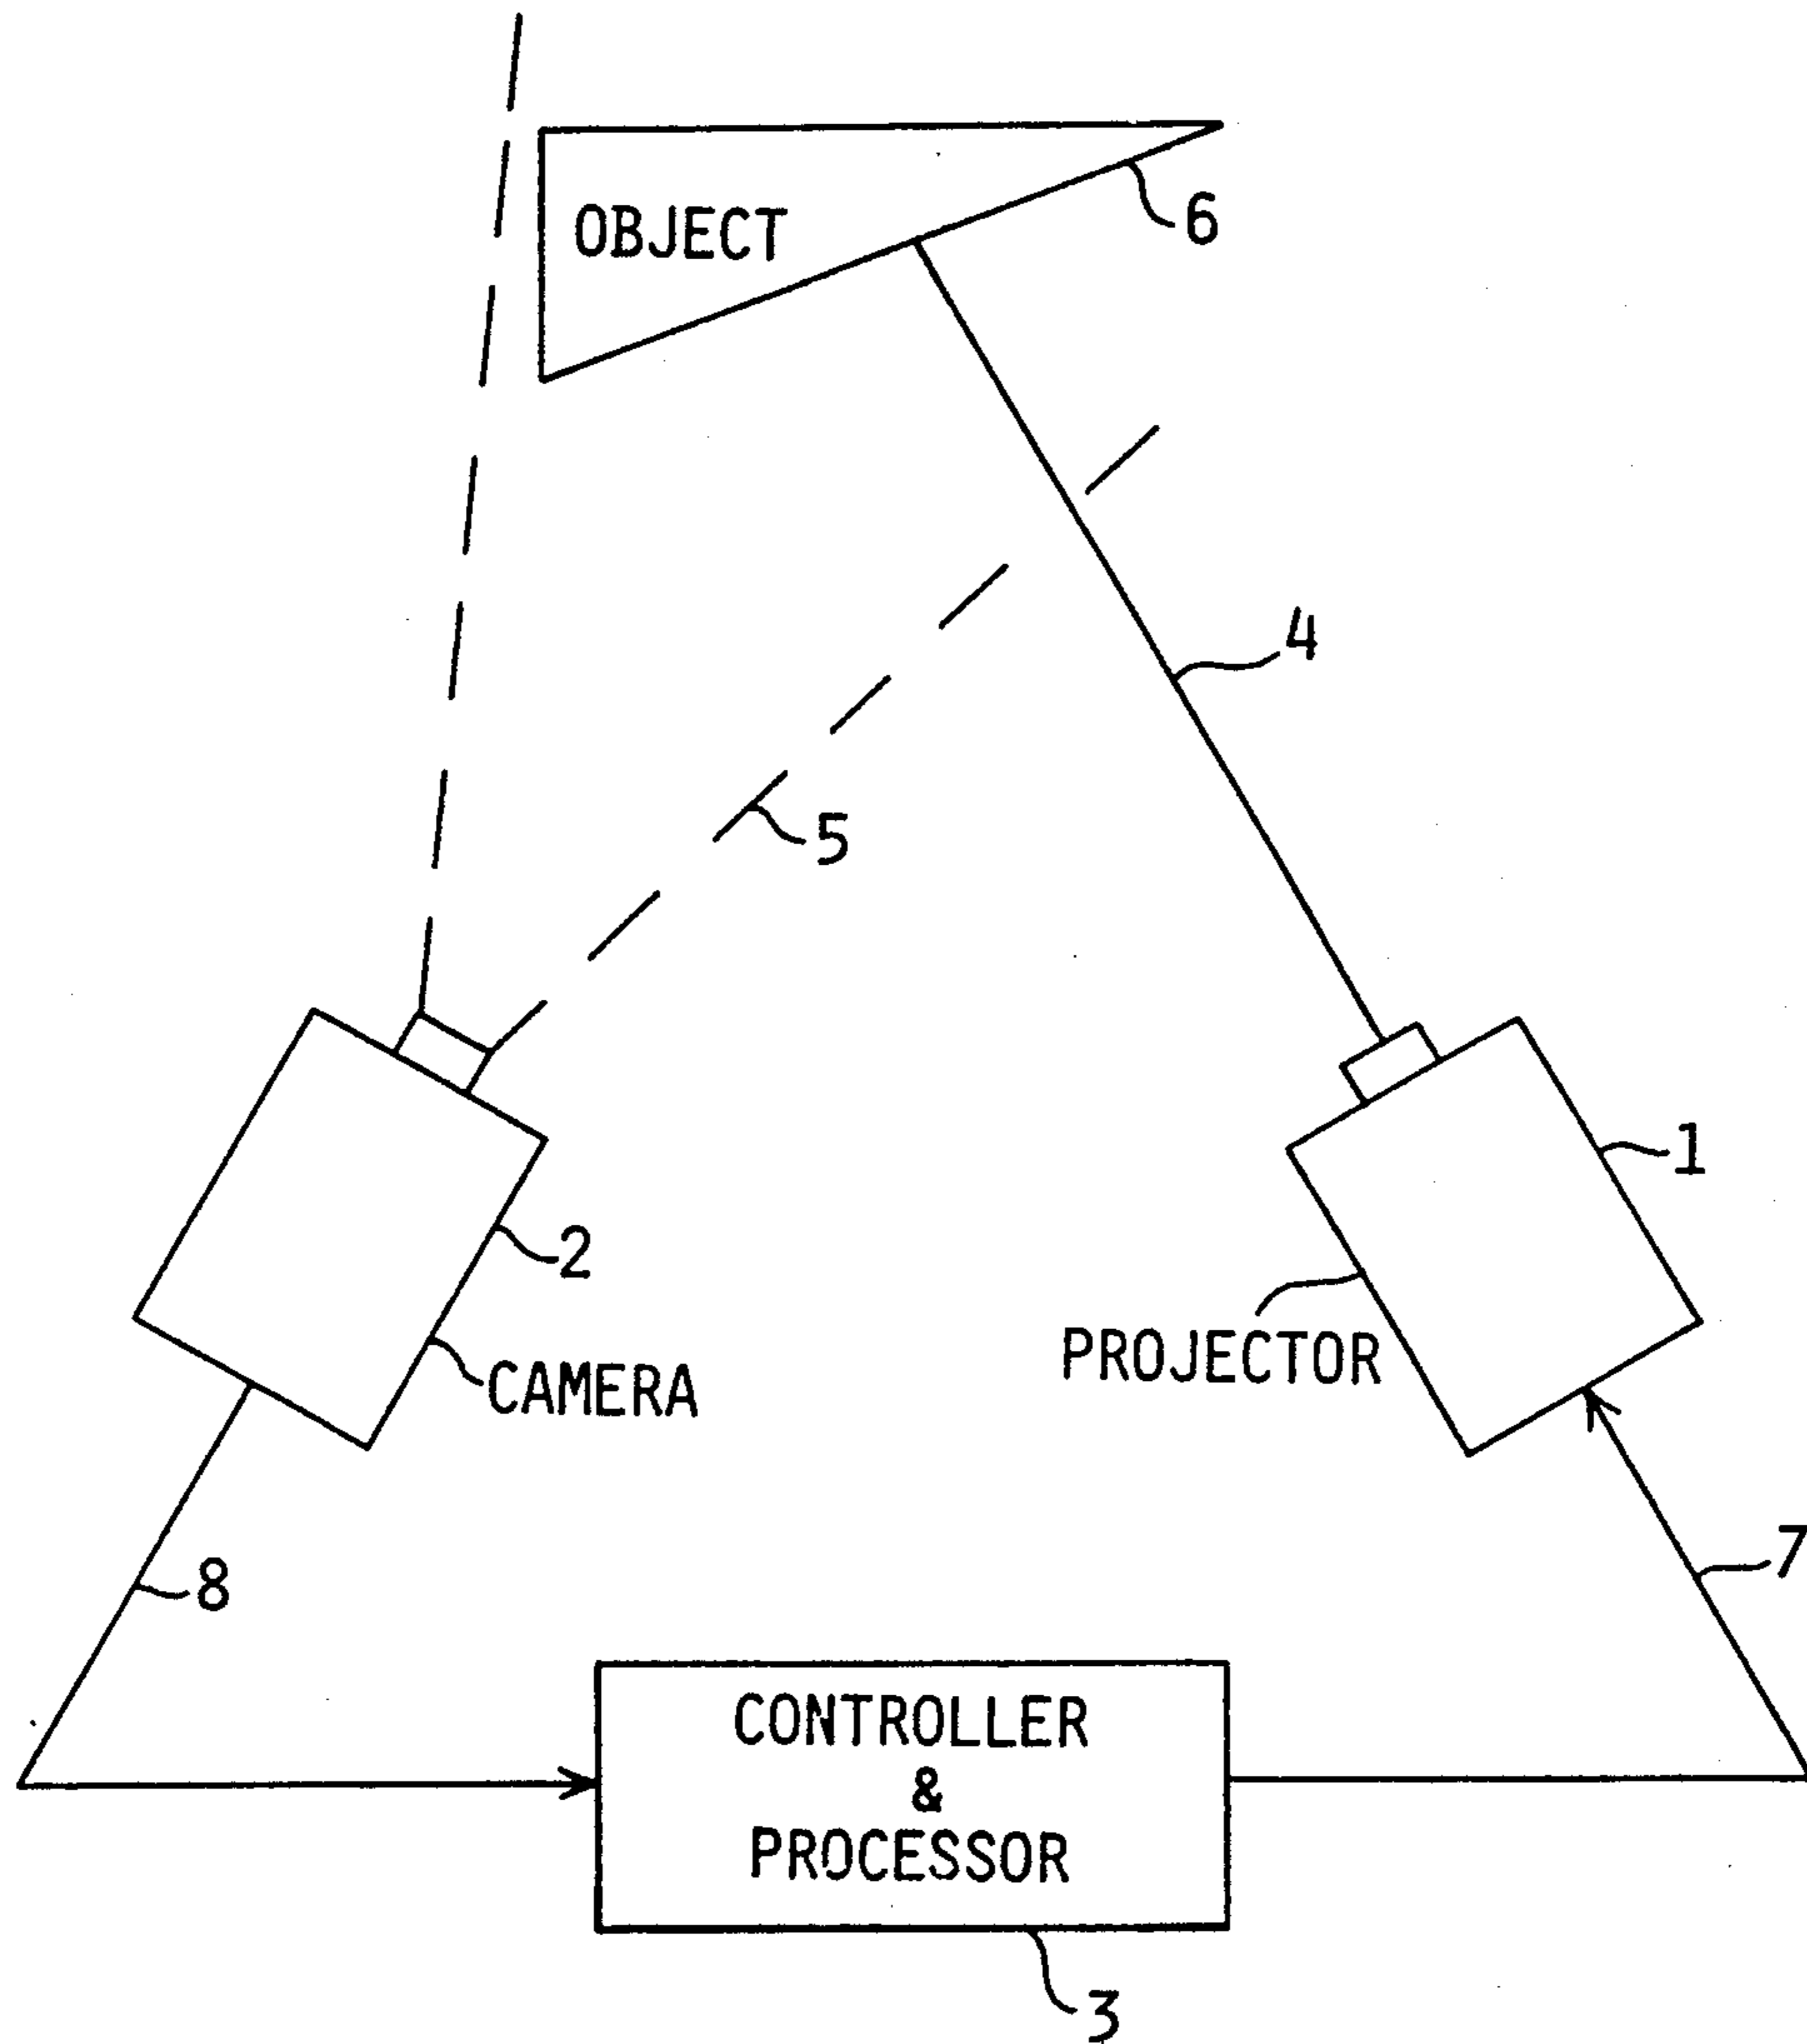 OBJECT
6
4
5
1
2
PROJECTOR
CAMERA
7
8
CONTROLLER
&
PROCESSOR
3